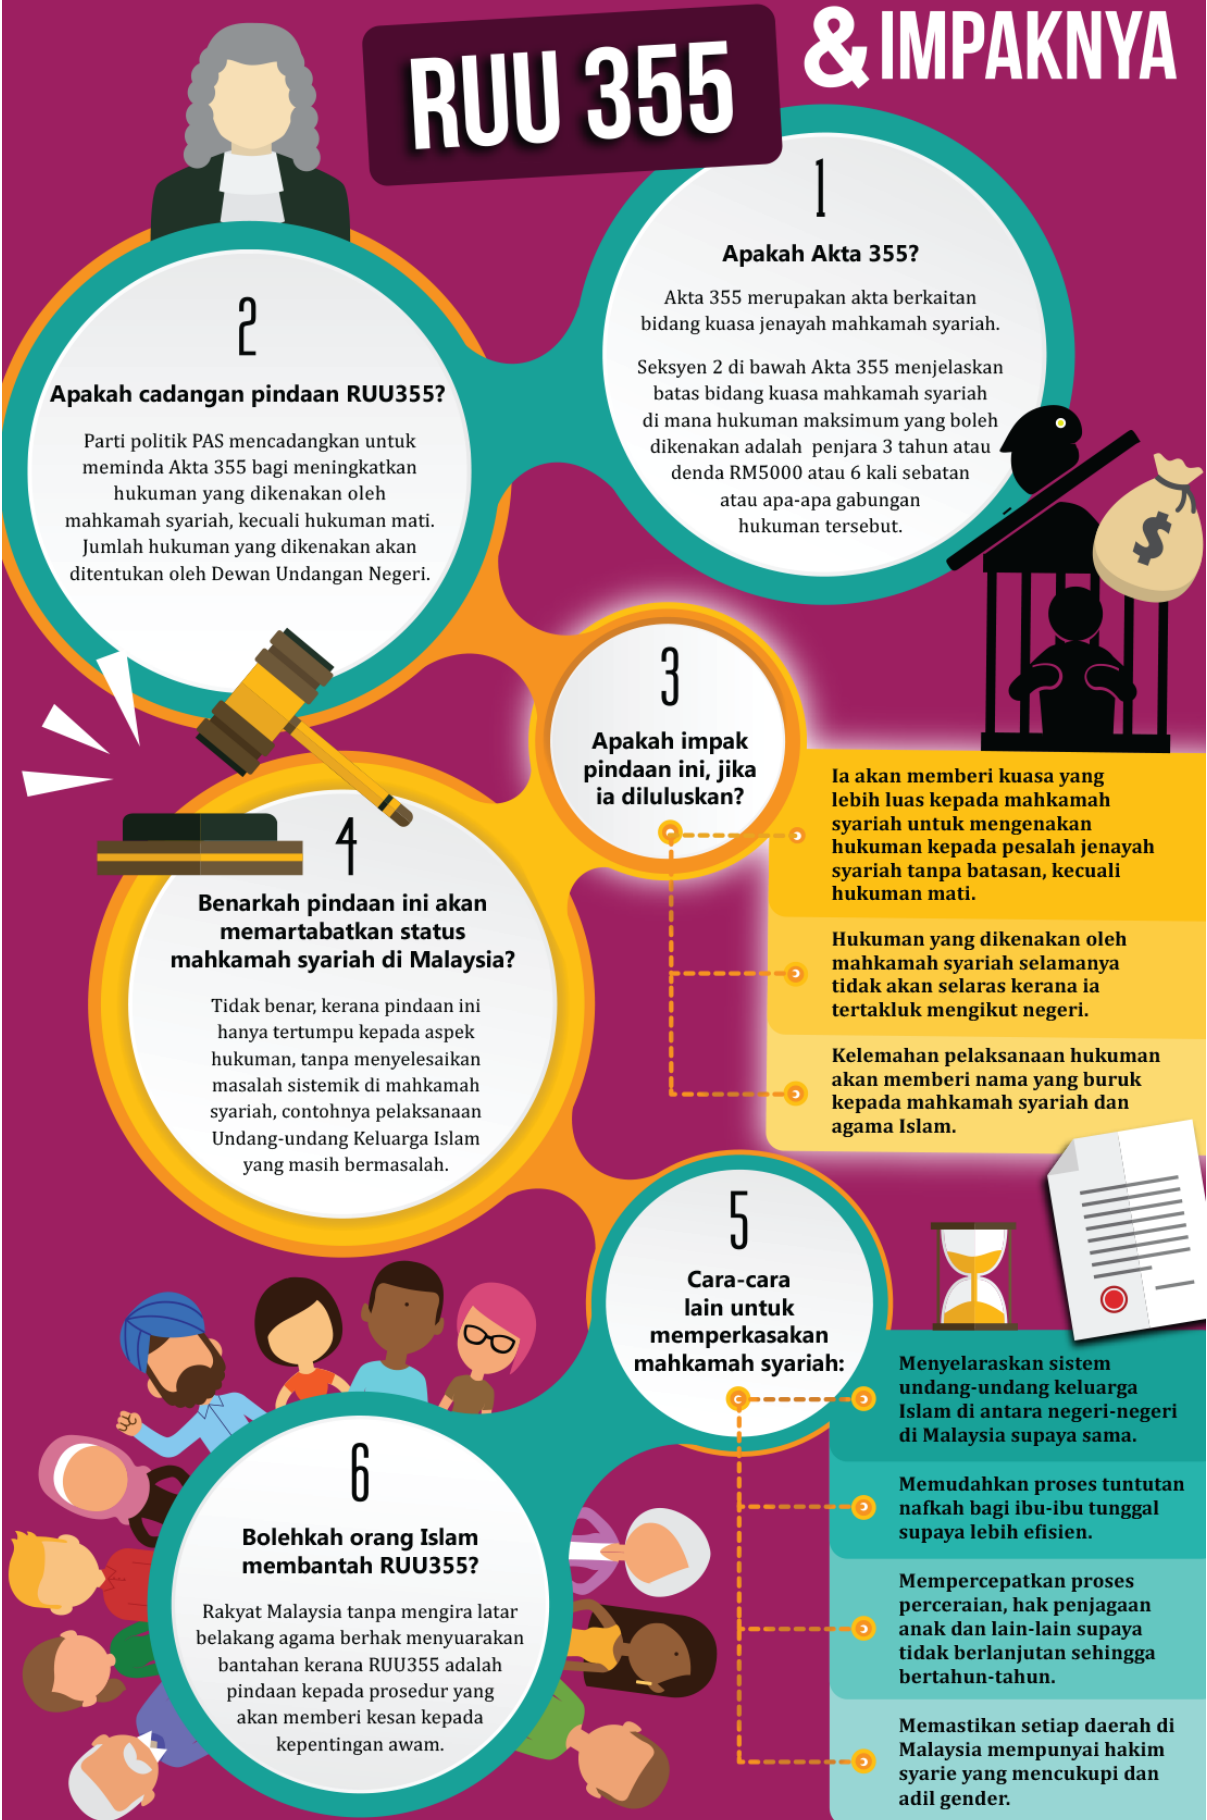 RUU 355
& IMPAKNYA
1
Apakah Akta 355?
Akta 355 merupakan akta berkaitan
bidang kuasa jenayah mahkamah syariah.
Seksyen 2 di bawah Akta 355 menjelaskan
batas bidang kuasa mahkamah syariah
di mana hukuman maksimum yang boleh
dikenakan adalah penjara 3 tahun atau
denda RM5000 atau 6 kali sebatan
atau apa-apa gabungan
hukuman tersebut.
$
2
Apakah cadangan pindaan RUU355?
Parti politik PAS mencadangkan untuk
meminda Akta 355 bagi meningkatkan
hukuman yang dikenakan oleh
mahkamah syariah, kecuali hukuman mati.
Jumlah hukuman yang dikenakan akan
ditentukan oleh Dewan Undangan Negeri.
3
Apakah impak
pindaan ini, jika
ia diluluskan?
Ia akan memberi kuasa yang
lebih luas kepada mahkamah
syariah untuk mengenakan
hukuman kepada pesalah jenayah
syariah tanpa batasan, kecuali
hukuman mati.
Hukuman yang dikenakan oleh
mahkamah syariah selamanya
tidak akan selaras kerana ia
tertakluk mengikut negeri.
Kelemahan pelaksanaan hukuman
akan memberi nama yang buruk
kepada mahkamah syariah dan
agama Islam.
4
Benarkah pindaan ini akan
memartabatkan status
mahkamah syariah di Malaysia?
Tidak benar, kerana pindaan ini
hanya tertumpu kepada aspek
hukuman, tanpa menyelesaikan
masalah sistemik di mahkamah
syariah, contohnya pelaksanaan
Undang-undang Keluarga Islam
yang masih bermasalah.
5
Cara-cara
lain untuk
memperkasakan
mahkamah syariah:
Menyelaraskan sistem
undang-undang keluarga
Islam di antara negeri-negeri
di Malaysia supaya sama.
Memudahkan proses tuntutan
nafkah bagi ibu-ibu tunggal
supaya lebih efisien.
Mempercepatkan proses
perceraian, hak penjagaan
anak dan lain-lain supaya
tidak berlanjutan sehingga
bertahun-tahun.
Memastikan setiap daerah di
Malaysia mempunyai hakim
syarie yang mencukupi dan
adil gender.
6
Bolehkah orang Islam
membantah RUU355?
Rakyat Malaysia tanpa mengira latar
belakang agama berhak menyuarakan
bantahan kerana RUU355 adalah
pindaan kepada prosedur yang
akan memberi kesan kepada
kepentingan awam.